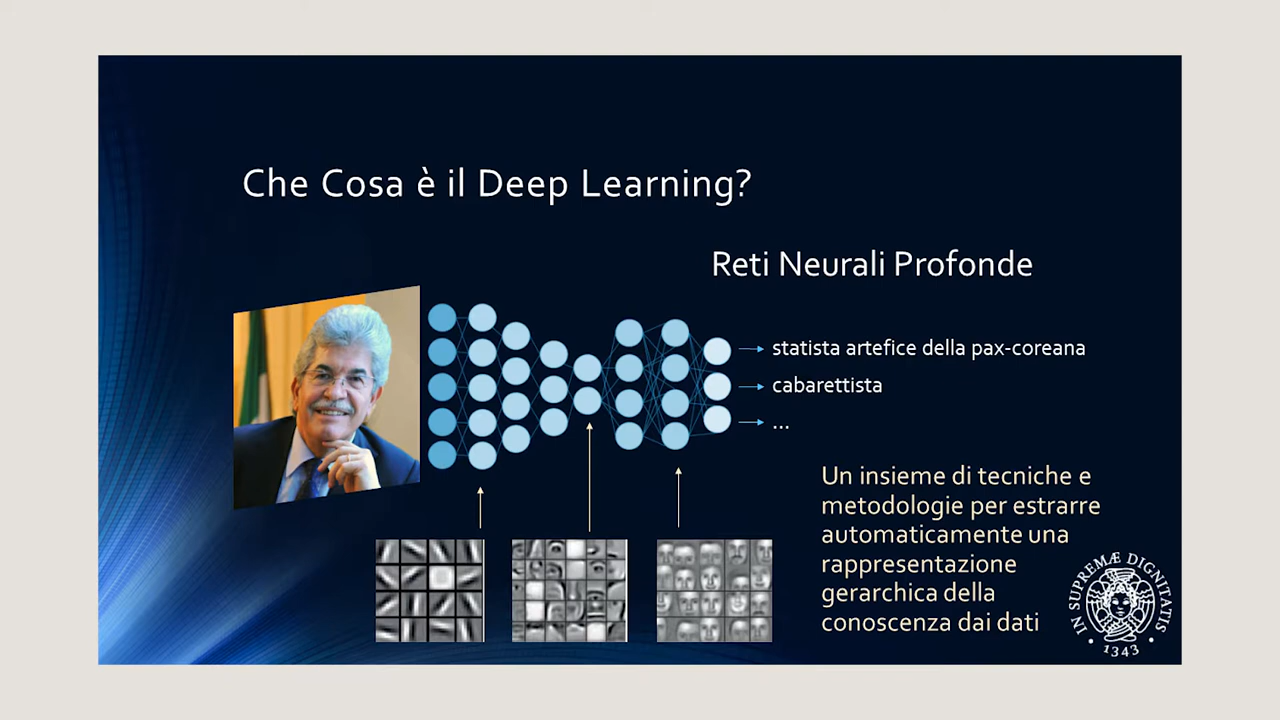 Che Cosa è il Deep Learning?
Reti Neurali Profonde
statista artefice della pax-coreana
cabarettista
...
Un insieme di tecniche e
metodologie per estrarre
automaticamente una
rappresentazione
gerarchica della
conoscenza dai dati
IN SUPREMÆ DIGNITATIS
• 1343 •